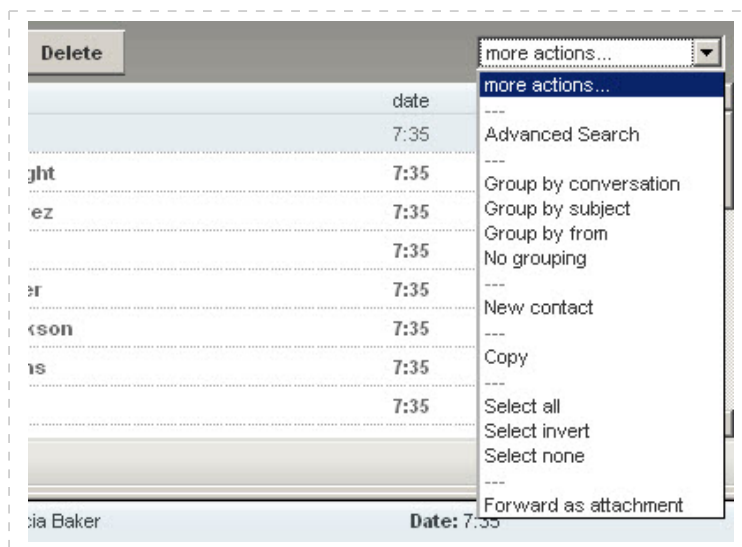 Delete
more actions...
date
7:35
ght 7:35
ez 7:35
7:35
er 7:35
kson 7:35
ns 7:35
7:35
cia Baker Date: 7:35
more actions...
---
Advanced Search
---
Group by conversation
Group by subject
Group by from
No grouping
---
New contact
---
Copy
---
Select all
Select invert
Select none
---
Forward as attachment